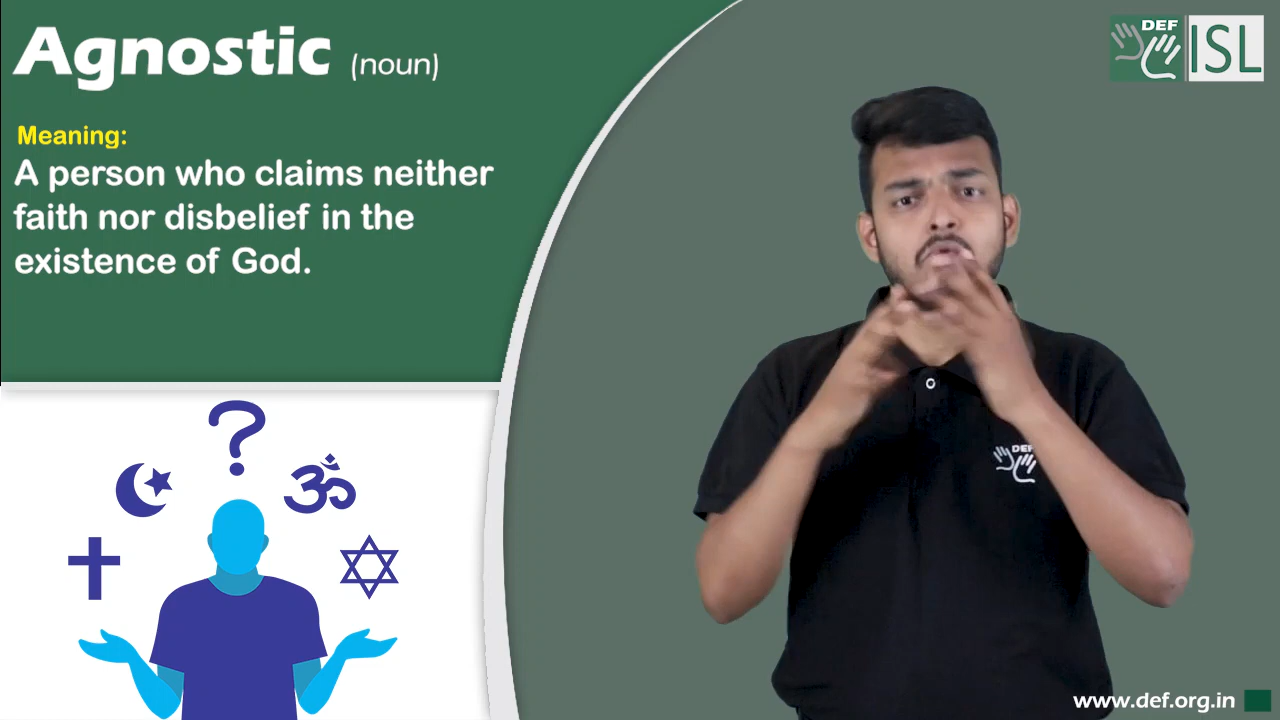 Agnostic (noun)
Meaning:
A person who claims neither
faith nor disbelief in the
existence of God.
?
ॐ
DEF
ISL
DEF
www.def.org.in